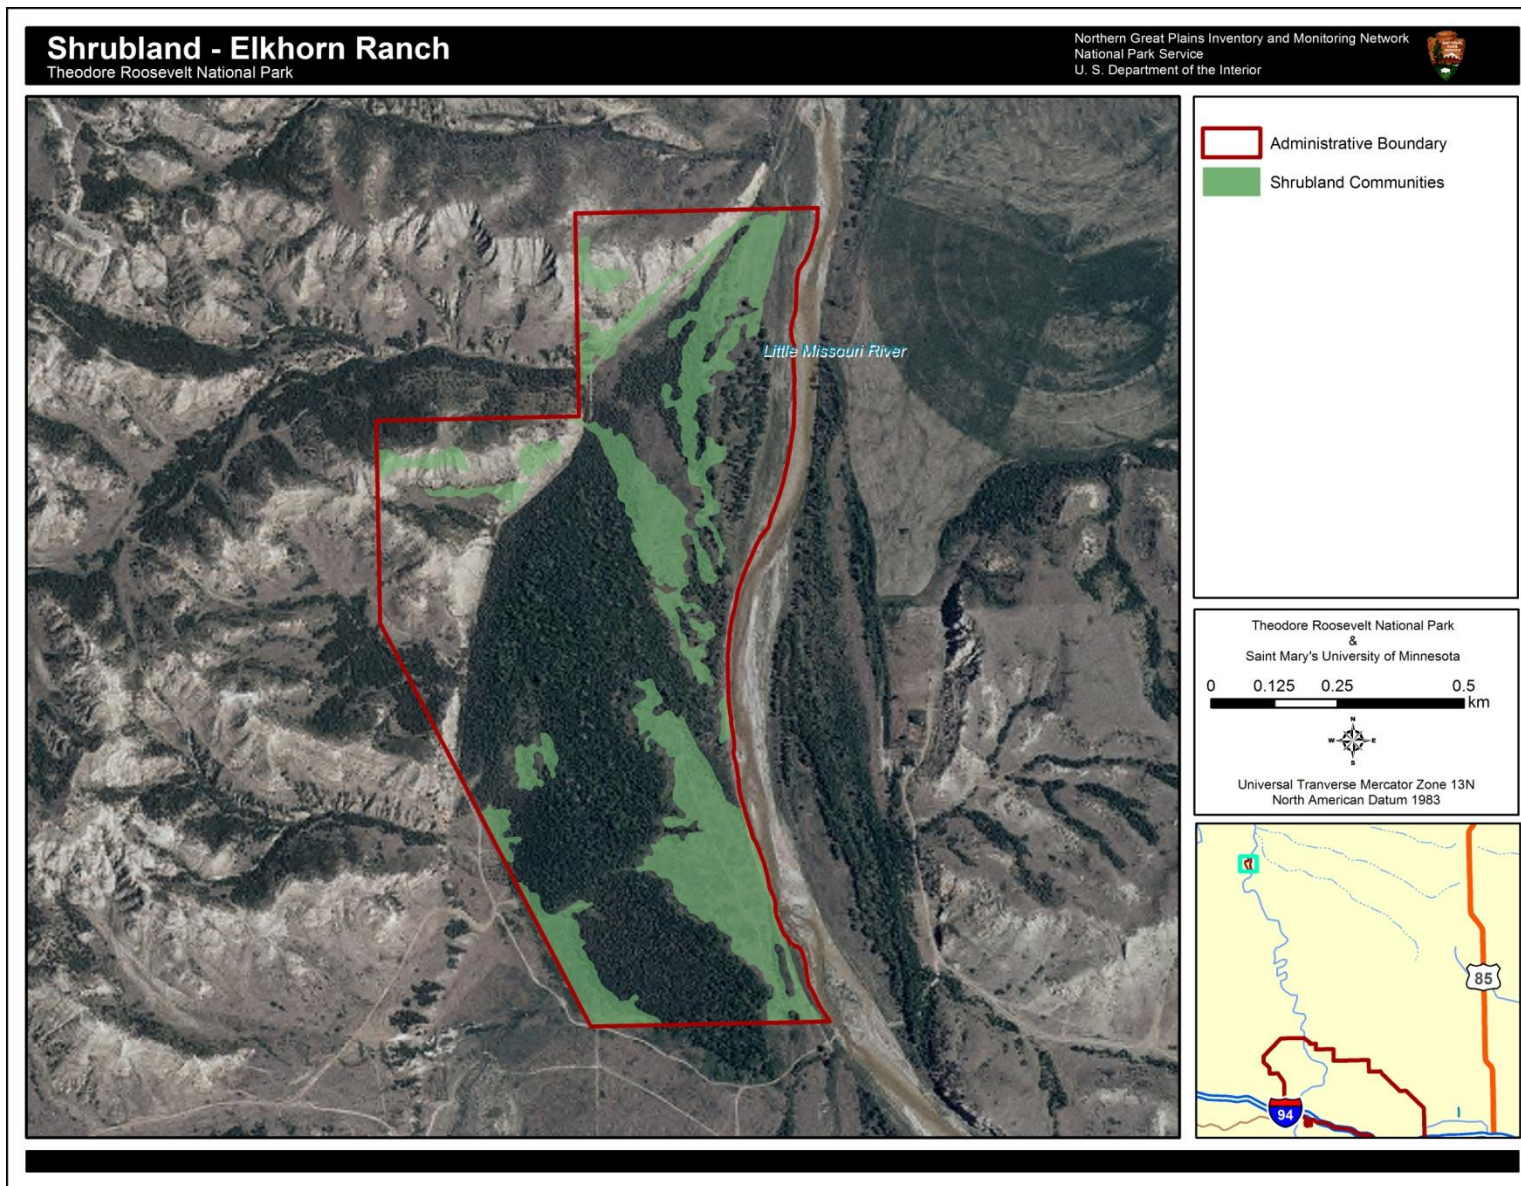 Shrubland - Elkhorn Ranch
Theodore Roosevelt National Park
Northern Great Plains Inventory and Monitoring Network
National Park Service
U. S. Department of the Interior
Administrative Boundary
Shrubland Communities
Little Missouri River
Theodore Roosevelt National Park
&
Saint Mary's University of Minnesota
0 0.125 0.25 0.5
km
N
W E
S
Universal Tranverse Mercator Zone 13N
North American Datum 1983
85
94